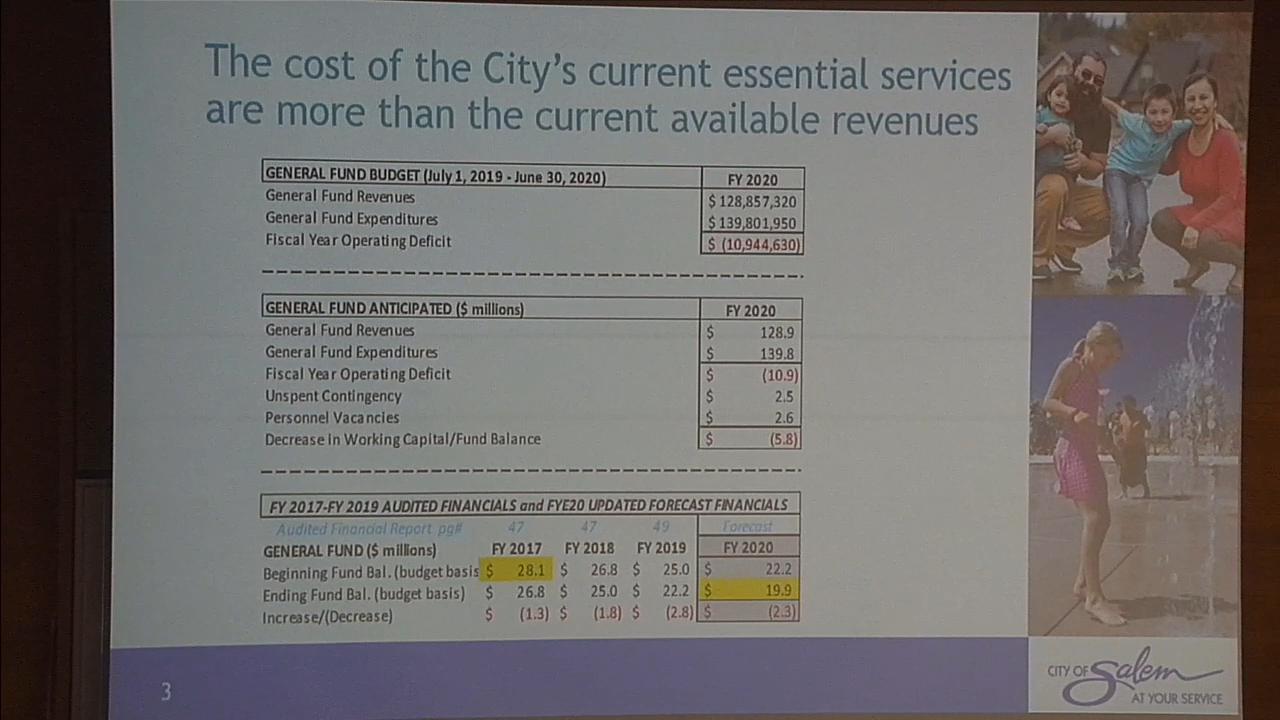 The cost of the City's current essential services
are more than the current available revenues
GENERAL FUND BUDGET (July 1, 2019 - June 30, 2020) FY 2020
General Fund Revenues $ 128,857,320
General Fund Expenditures $ 139,801,950
Fiscal Year Operating Deficit $ (10,944,630)
GENERAL FUND ANTICIPATED ($ millions) FY 2020
General Fund Revenues $ 128.9
General Fund Expenditures $ 139.8
Fiscal Year Operating Deficit $ (10.9)
Unspent Contingency $ 2.5
Personnel Vacancies $ 2.6
Decrease in Working Capital/Fund Balance $ (5.8)
FY 2017-FY 2019 AUDITED FINANCIALS and FYE20 UPDATED FORECAST FINANCIALS
Audited Financial Report pg# 47 47 49 Forecast
GENERAL FUND ($ millions) FY 2017 FY 2018 FY 2019 FY 2020
Beginning Fund Bal. (budget basis $ 28.1 $ 26.8 $ 25.0 $ 22.2
Ending Fund Bal. (budget basis) $ 26.8 $ 25.0 $ 22.2 $ 19.9
Increase/(Decrease) $ (1.3) $ (1.8) $ (2.8) $ (2.3)
3
CITY OF Salem
AT YOUR SERVICE